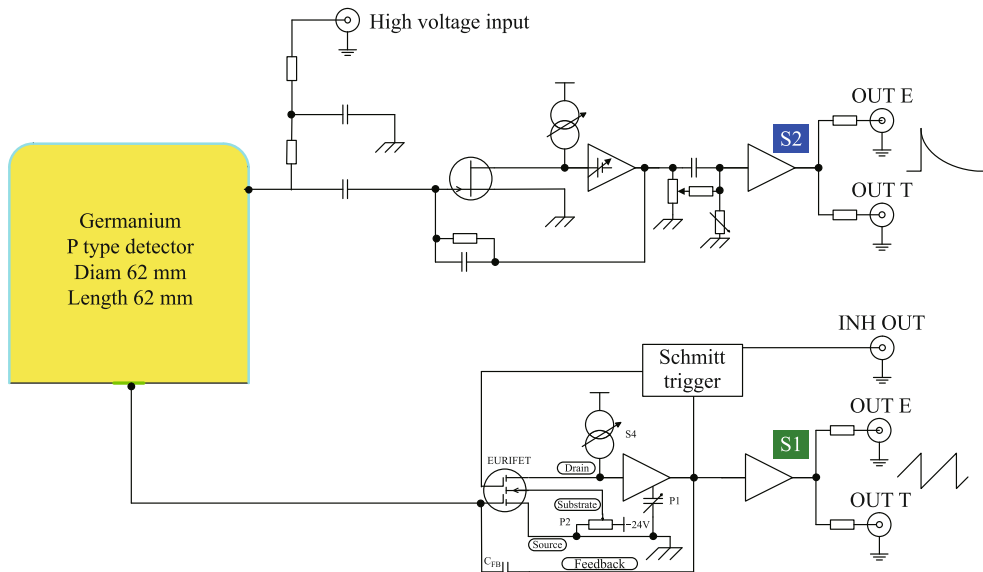 High voltage input
OUT E
S2
OUT T
Germanium
P type detector
Diam 62 mm
Length 62 mm
INH OUT
Schmitt
trigger
OUT E
S4
S1
EURIFET
Drain
Substrate
P1
P2
-24V
Source
OUT T
CFB
Feedback